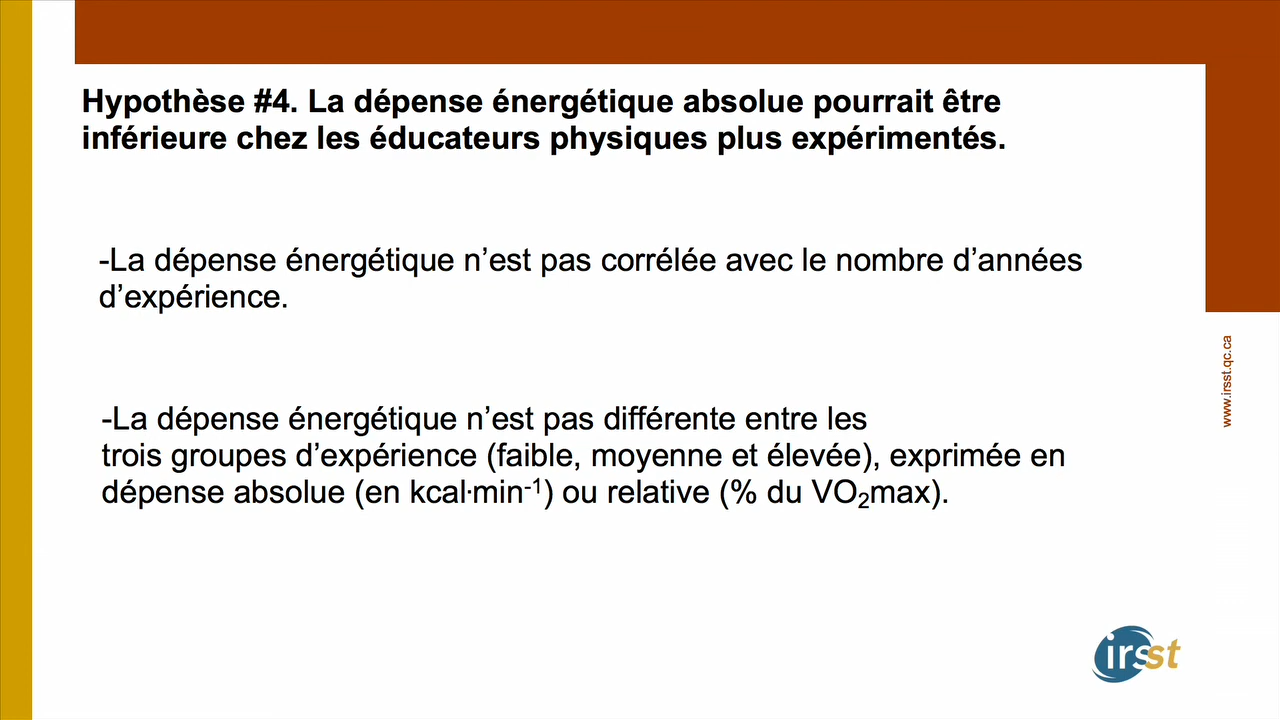 Hypothèse #4. La dépense énergétique absolue pourrait être
inférieure chez les éducateurs physiques plus expérimentés.
-La dépense énergétique n’est pas corrélée avec le nombre d’années
d’expérience.
-La dépense énergétique n’est pas différente entre les
trois groupes d’expérience (faible, moyenne et élevée), exprimée en
dépense absolue (en kcal·min⁻¹) ou relative (% du VO₂max).
www.irsst.qc.ca
irsst